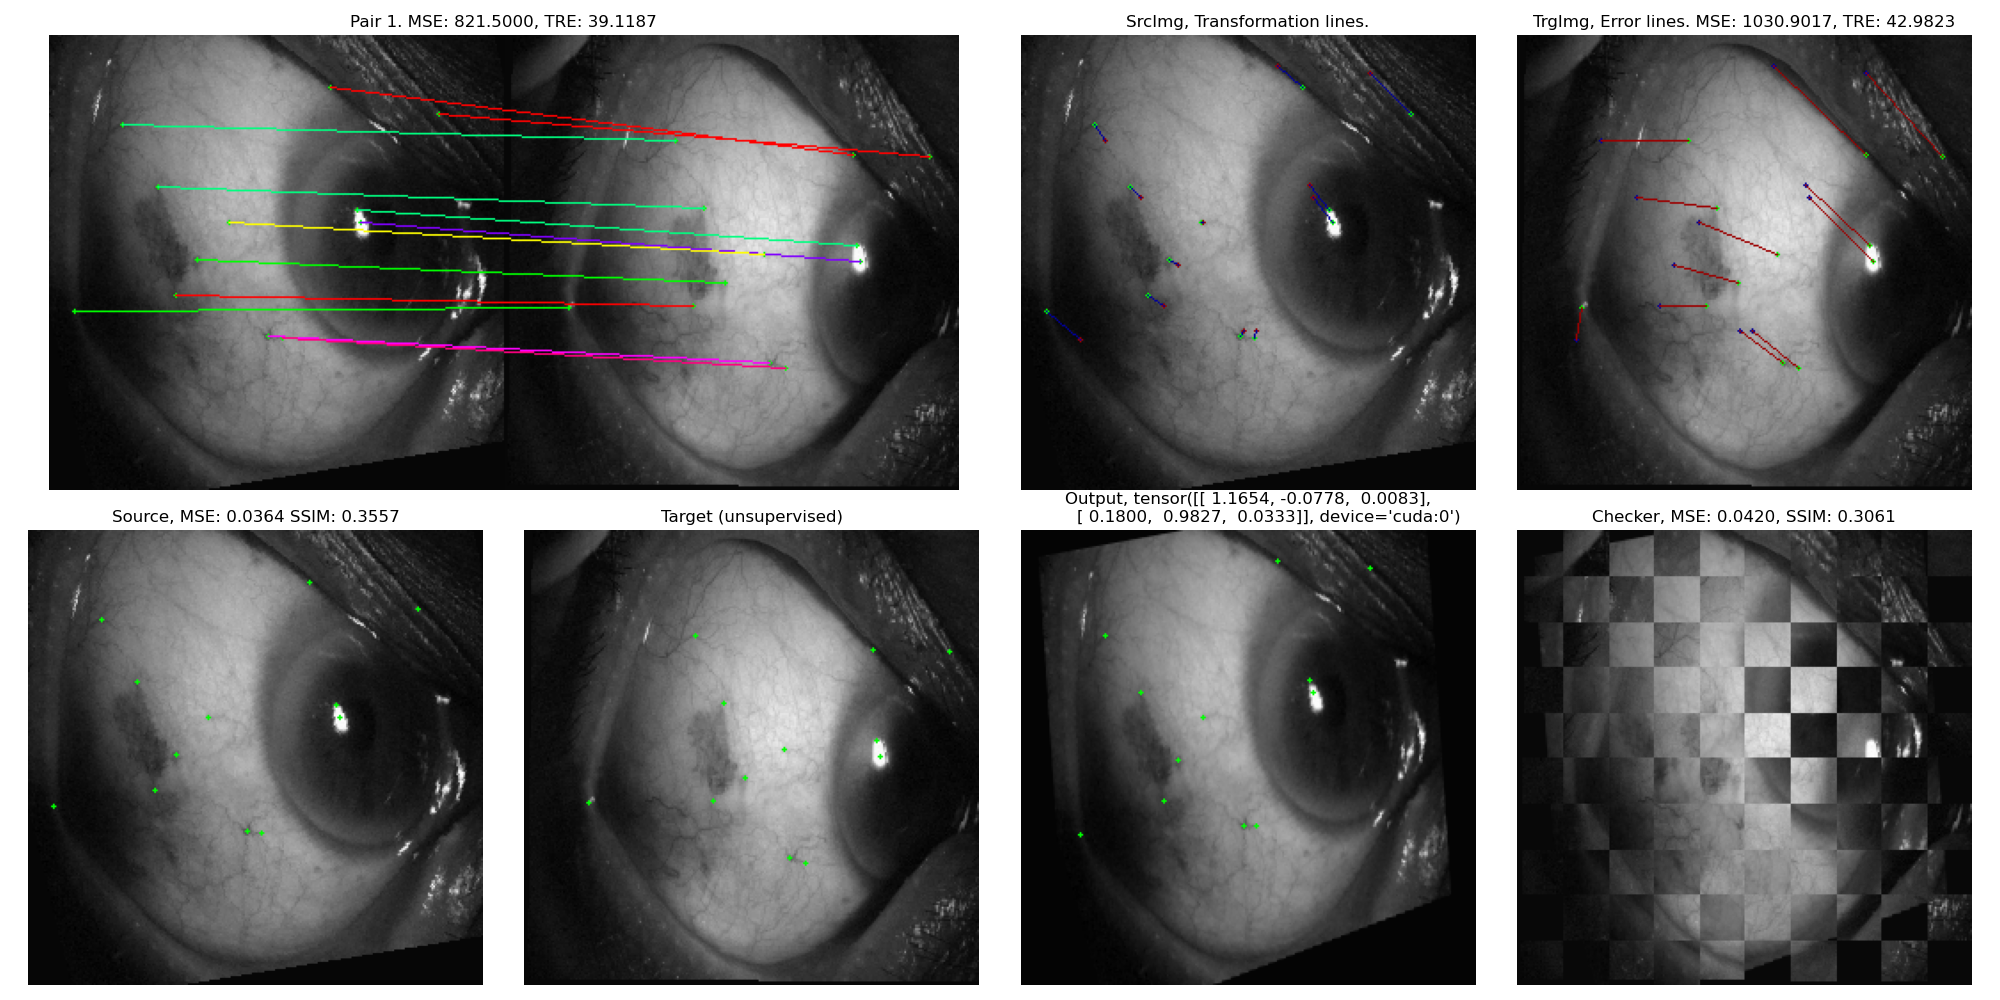 Pair 1. MSE: 821.5000, TRE: 39.1187
SrcImg, Transformation lines.
TrgImg, Error lines. MSE: 1030.9017, TRE: 42.9823
Source, MSE: 0.0364 SSIM: 0.3557
Target (unsupervised)
Output, tensor([[ 1.1654, -0.0778, 0.0083],
[ 0.1800, 0.9827, 0.0333]], device='cuda:0')
Checker, MSE: 0.0420, SSIM: 0.3061